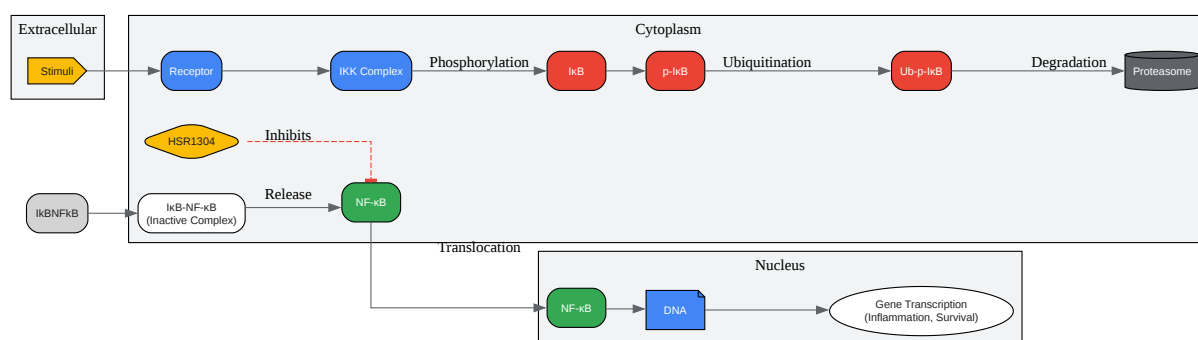 Extracellular
Cytoplasm
Stimuli
Receptor
IKK Complex
Phosphorylation
IκB
p-IκB
Ubiquitination
Ub-p-IκB
Degradation
Proteasome
HSR1304
Inhibits
IkBNFkB
IκB-NF-κB
(Inactive Complex)
Release
NF-κB
Translocation
Nucleus
NF-κB
DNA
Gene Transcription
(Inflammation, Survival)